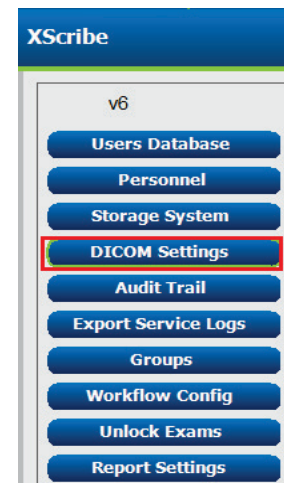 XScribe
v6
Users Database
Personnel
Storage System
DICOM Settings
Audit Trail
Export Service Logs
Groups
Workflow Config
Unlock Exams
Report Settings